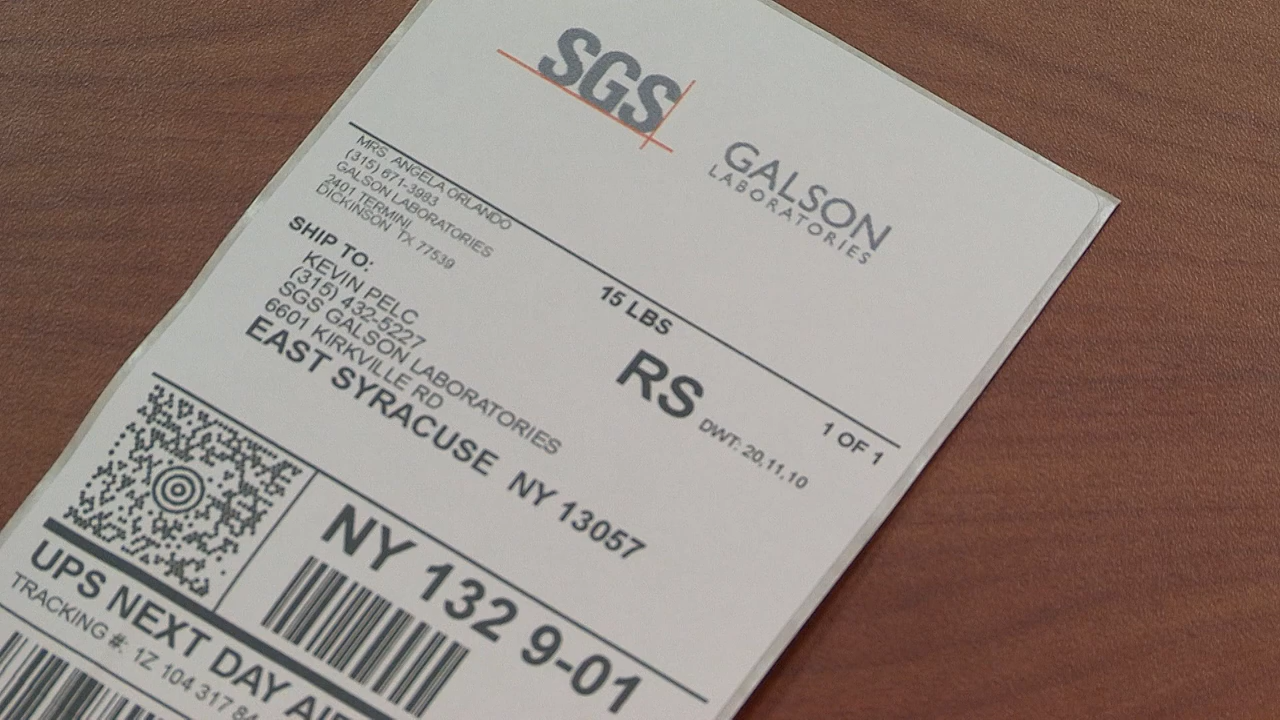 SGS
GALSON
LABORATORIES
MRS ANGELA ORLANDO
(315) 671-3983
GALSON LABORATORIES
2401 TERMINI
DICKINSON TX 77539
15 LBS
1 OF 1
RS
DWT: 20,11,10
SHIP TO:
KEVIN PELC
(315) 432-5227
SGS GALSON LABORATORIES
6601 KIRKVILLE RD
EAST SYRACUSE NY 13057
NY 132 9-01
UPS NEXT DAY AIR
TRACKING #: 1Z 104 317 84